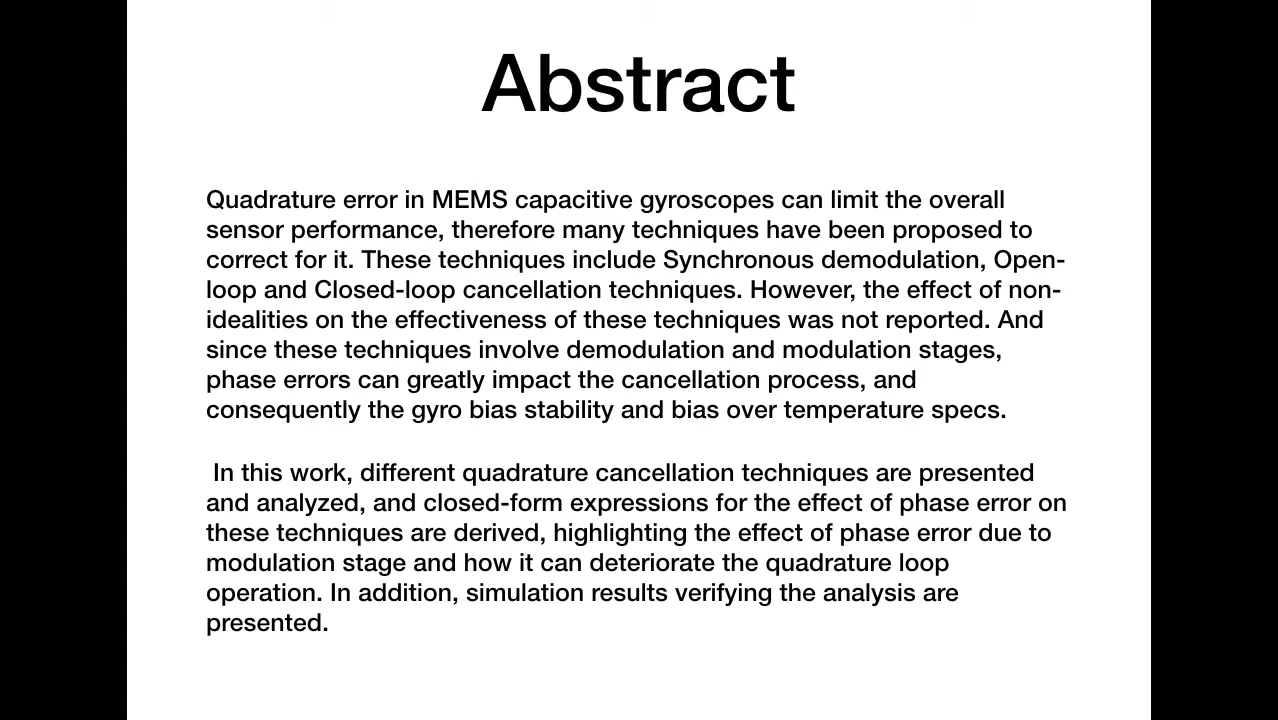 Abstract
Quadrature error in MEMS capacitive gyroscopes can limit the overall
sensor performance, therefore many techniques have been proposed to
correct for it. These techniques include Synchronous demodulation, Open-
loop and Closed-loop cancellation techniques. However, the effect of non-
idealities on the effectiveness of these techniques was not reported. And
since these techniques involve demodulation and modulation stages,
phase errors can greatly impact the cancellation process, and
consequently the gyro bias stability and bias over temperature specs.
In this work, different quadrature cancellation techniques are presented
and analyzed, and closed-form expressions for the effect of phase error on
these techniques are derived, highlighting the effect of phase error due to
modulation stage and how it can deteriorate the quadrature loop
operation. In addition, simulation results verifying the analysis are
presented.